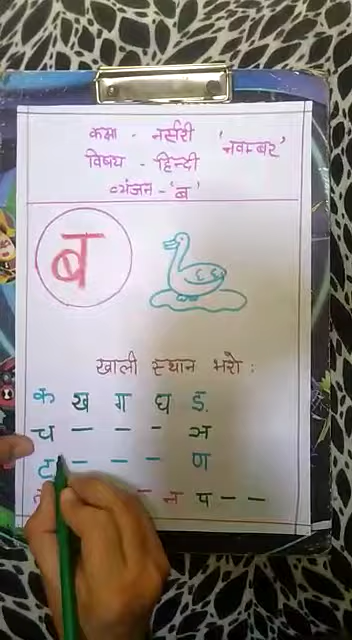 कक्षा - नर्सरी 'नवम्बर'
विषय - हिन्दी
व्यंजन - 'ब'
ब
खाली स्थान भरो :
क ख ग घ ङ
च — — — ञ
ट — — — ण
— न प — —